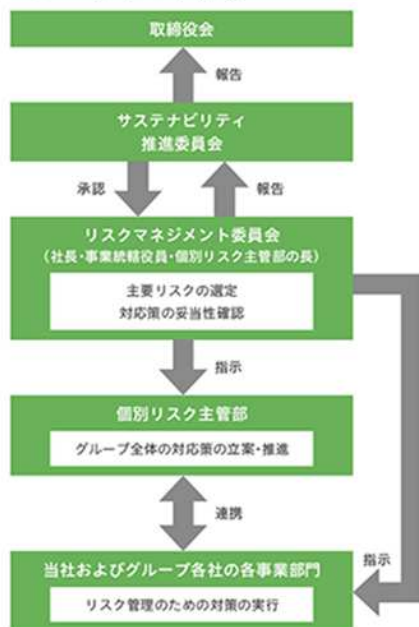 取締役会
報告
サステナビリティ
推進委員会
承認
報告
リスクマネジメント委員会
(社長・事業統轄役員・個別リスク主管部の長)
主要リスクの選定
対応策の妥当性確認
指示
個別リスク主管部
グループ全体の対応策の立案・推進
連携
指示
当社およびグループ各社の各事業部門
リスク管理のための対策の実行